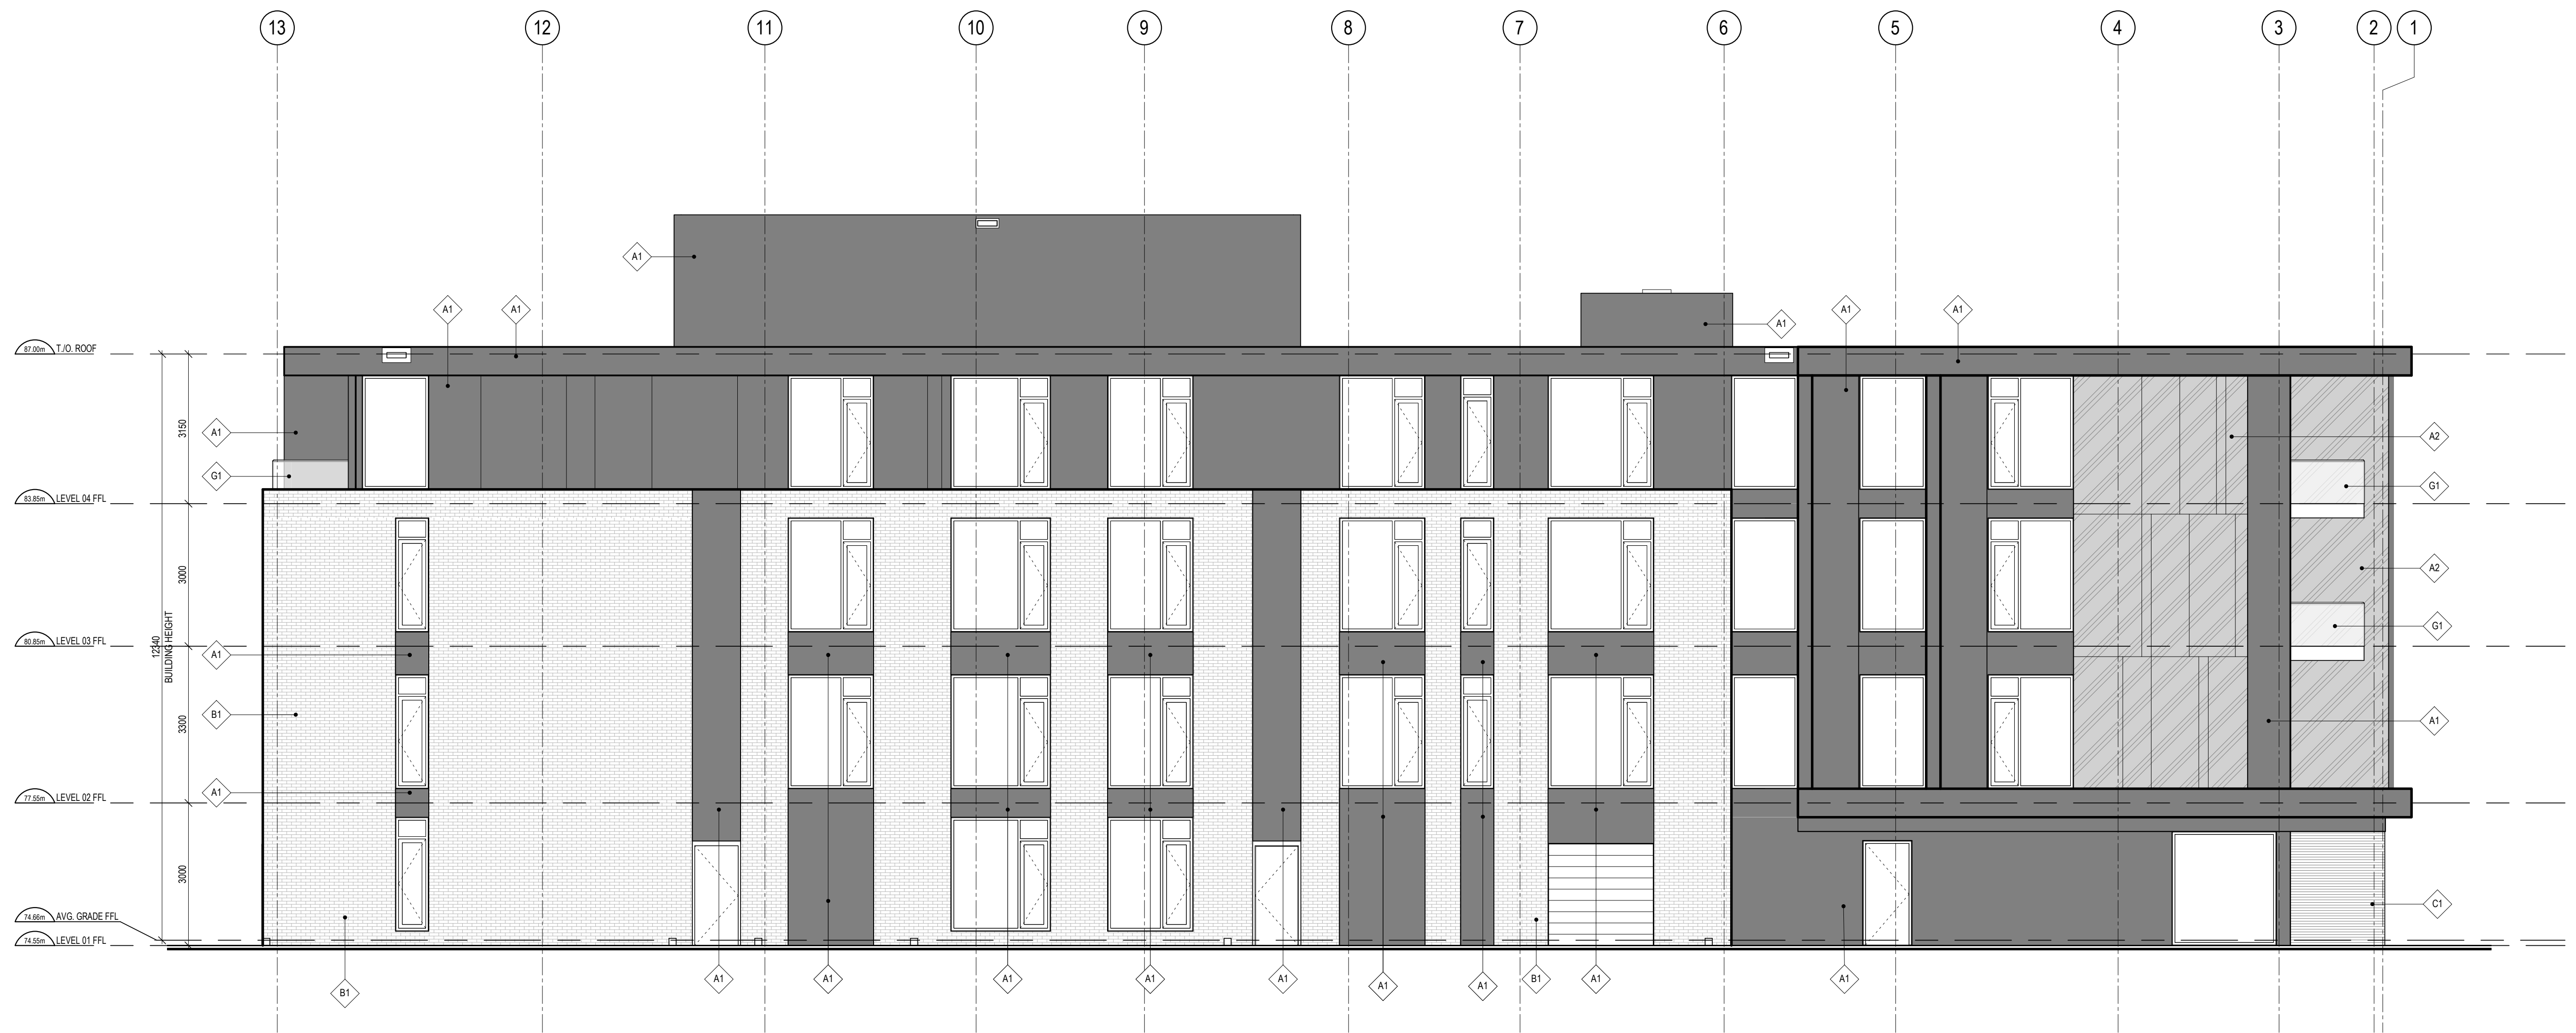 13 12 11 10 9 8 7 6 5 4 3 2 1
A1
A1 A1 A1 A1 A1
87.00m T./O. ROOF
3150
A1 A2
G1 G1
83.85m LEVEL 04 FFL
3000
A2
12340
BUILDING HEIGHT
G1
80.85m LEVEL 03 FFL
A1
B1 A1
3300
A1
77.55m LEVEL 02 FFL
3000
C1
74.66m AVG. GRADE FFL
74.55m LEVEL 01 FFL
B1 A1 A1 A1 A1 A1 A1 A1 B1 A1 A1